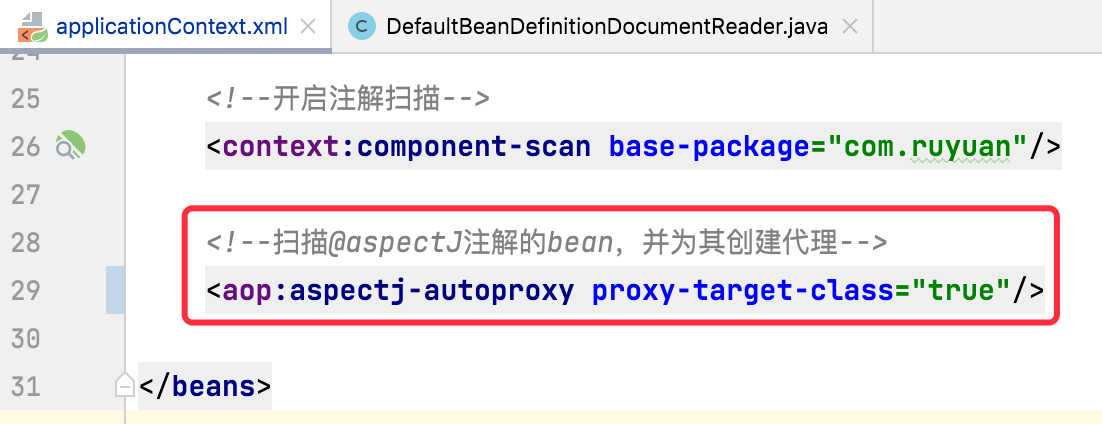 applicationContext.xml
DefaultBeanDefinitionDocumentReader.java
24
25 <!--开启注解扫描-->
26 <context:component-scan base-package="com.ruyuan"/>
27
28 <!--扫描@aspectJ注解的bean，并为其创建代理-->
29 <aop:aspectj-autoproxy proxy-target-class="true"/>
30
31 </beans>